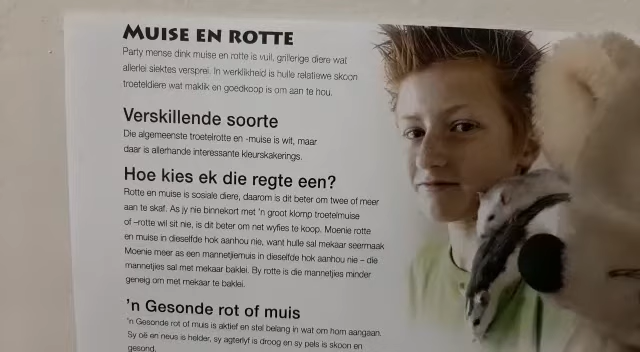 MUISE EN ROTTE
Party mense dink muise en rotte is vuil, grillerige diere wat
allerlei siektes versprei. In werklikheid is hulle relatiewe skoon
troeteldiere wat maklik en goedkoop is om aan te hou.
Verskillende soorte
Die algemeenste troetelrotte en -muise is wit, maar
daar is allerhande interessante kleurskakerings.
Hoe kies ek die regte een?
Rotte en muise is sosiale diere, daarom is dit beter om twee of meer
aan te skaf. As jy nie binnekort met 'n groot klomp troetelmuise
of –rotte wil sit nie, is dit beter om net wyfies te koop. Moenie rotte
en muise in dieselfde hok aanhou nie, want hulle sal mekaar seermaak
Moenie meer as een mannetjiemuis in dieselfde hok aanhou nie – die
mannetjies sal met mekaar baklei. By rotte is die mannetjies minder
geneig om met mekaar te baklei.
'n Gesonde rot of muis
'n Gesonde rot of muis is aktief en stel belang in wat om hom aangaan.
Sy oë en neus is helder, sy agterlyf is droog en sy pels is skoon en
gesond.